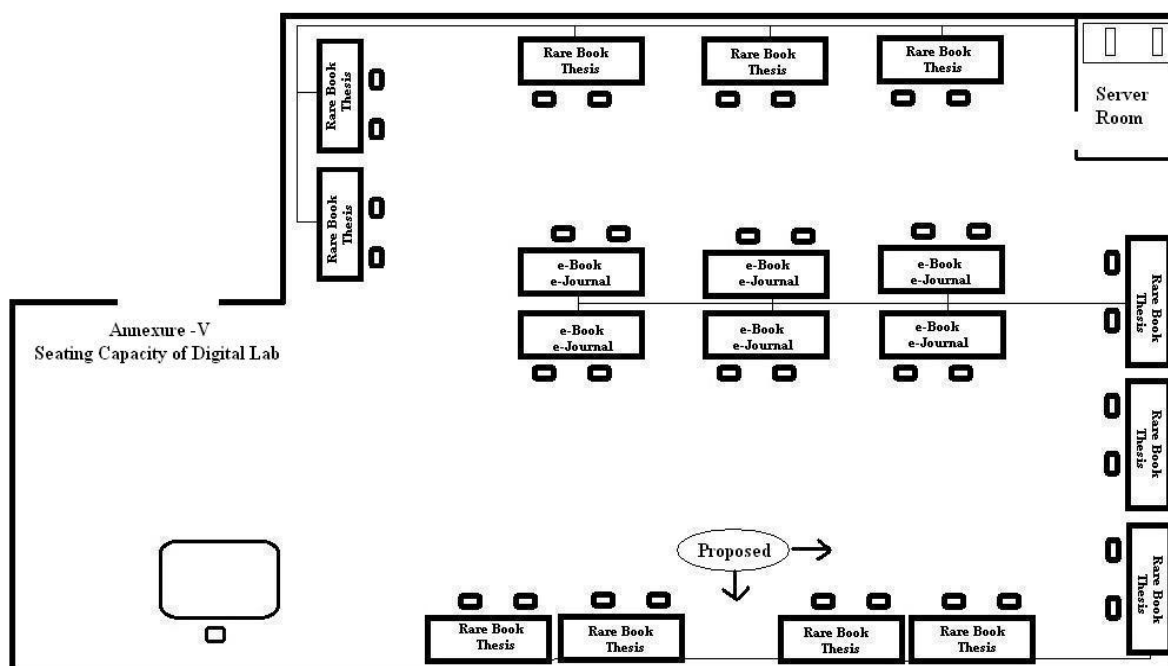 Rare Book
Thesis
Rare Book
Thesis
Rare Book
Thesis
Server
Room
Rare Book
Thesis
Rare Book
Thesis
e-Book
e-Journal
e-Book
e-Journal
e-Book
e-Journal
Rare Book
Thesis
Annexure -V
Seating Capacity of Digital Lab
e-Book
e-Journal
e-Book
e-Journal
e-Book
e-Journal
Rare Book
Thesis
Proposed
Rare Book
Thesis
Rare Book
Thesis
Rare Book
Thesis
Rare Book
Thesis
Rare Book
Thesis